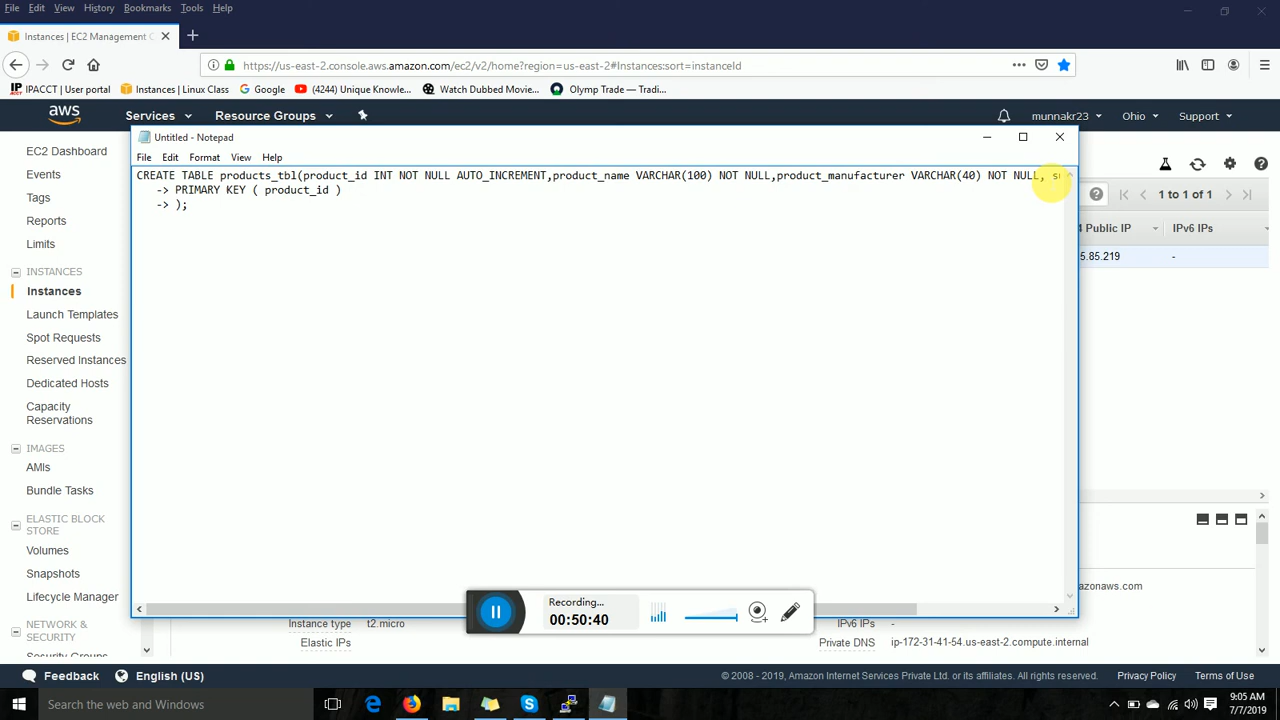 File Edit View History Bookmarks Tools Help
Instances | EC2 Management C
https://us-east-2.console.aws.amazon.com/ec2/v2/home?region=us-east-2#Instances:sort=instanceId
IPACCT | User portal Instances | Linux Class Google (4244) Unique Knowle... Watch Dubbed Movie... Olymp Trade — Tradi...
aws Services Resource Groups munnakr23 Ohio Support
Untitled - Notepad
File Edit Format View Help
CREATE TABLE products_tbl(product_id INT NOT NULL AUTO_INCREMENT,product_name VARCHAR(100) NOT NULL,product_manufacturer VARCHAR(40) NOT NULL,
-> PRIMARY KEY ( product_id )
-> );
EC2 Dashboard
Events
Tags
Reports
Limits
INSTANCES
Instances
Launch Templates
Spot Requests
Reserved Instances
Dedicated Hosts
Capacity
Reservations
IMAGES
AMIs
Bundle Tasks
ELASTIC BLOCK
STORE
Volumes
Snapshots
Lifecycle Manager
NETWORK &
SECURITY
Security Groups
1 to 1 of 1
4 Public IP IPv6 IPs
5.85.219 -
azonaws.com
Recording...
00:50:40
Instance type t2.micro IPv6 IPs -
Elastic IPs Private DNS ip-172-31-41-54.us-east-2.compute.internal
Feedback English (US) © 2008 - 2019, Amazon Internet Services Private Ltd. or its affiliates. All rights reserved. Privacy Policy Terms of Use
Search the web and Windows
9:05 AM
7/7/2019